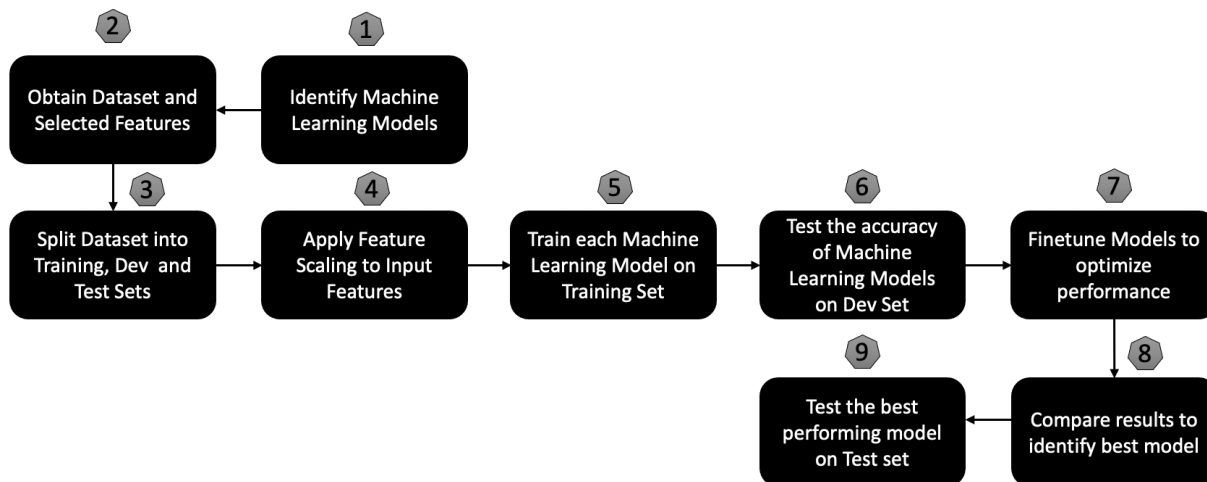 1
Identify Machine
Learning Models
2
Obtain Dataset and
Selected Features
3
Split Dataset into
Training, Dev and
Test Sets
4
Apply Feature
Scaling to Input
Features
5
Train each Machine
Learning Model on
Training Set
6
Test the accuracy
of Machine
Learning Models
on Dev Set
7
Finetune Models to
optimize
performance
8
Compare results to
identify best model
9
Test the best
performing model
on Test set